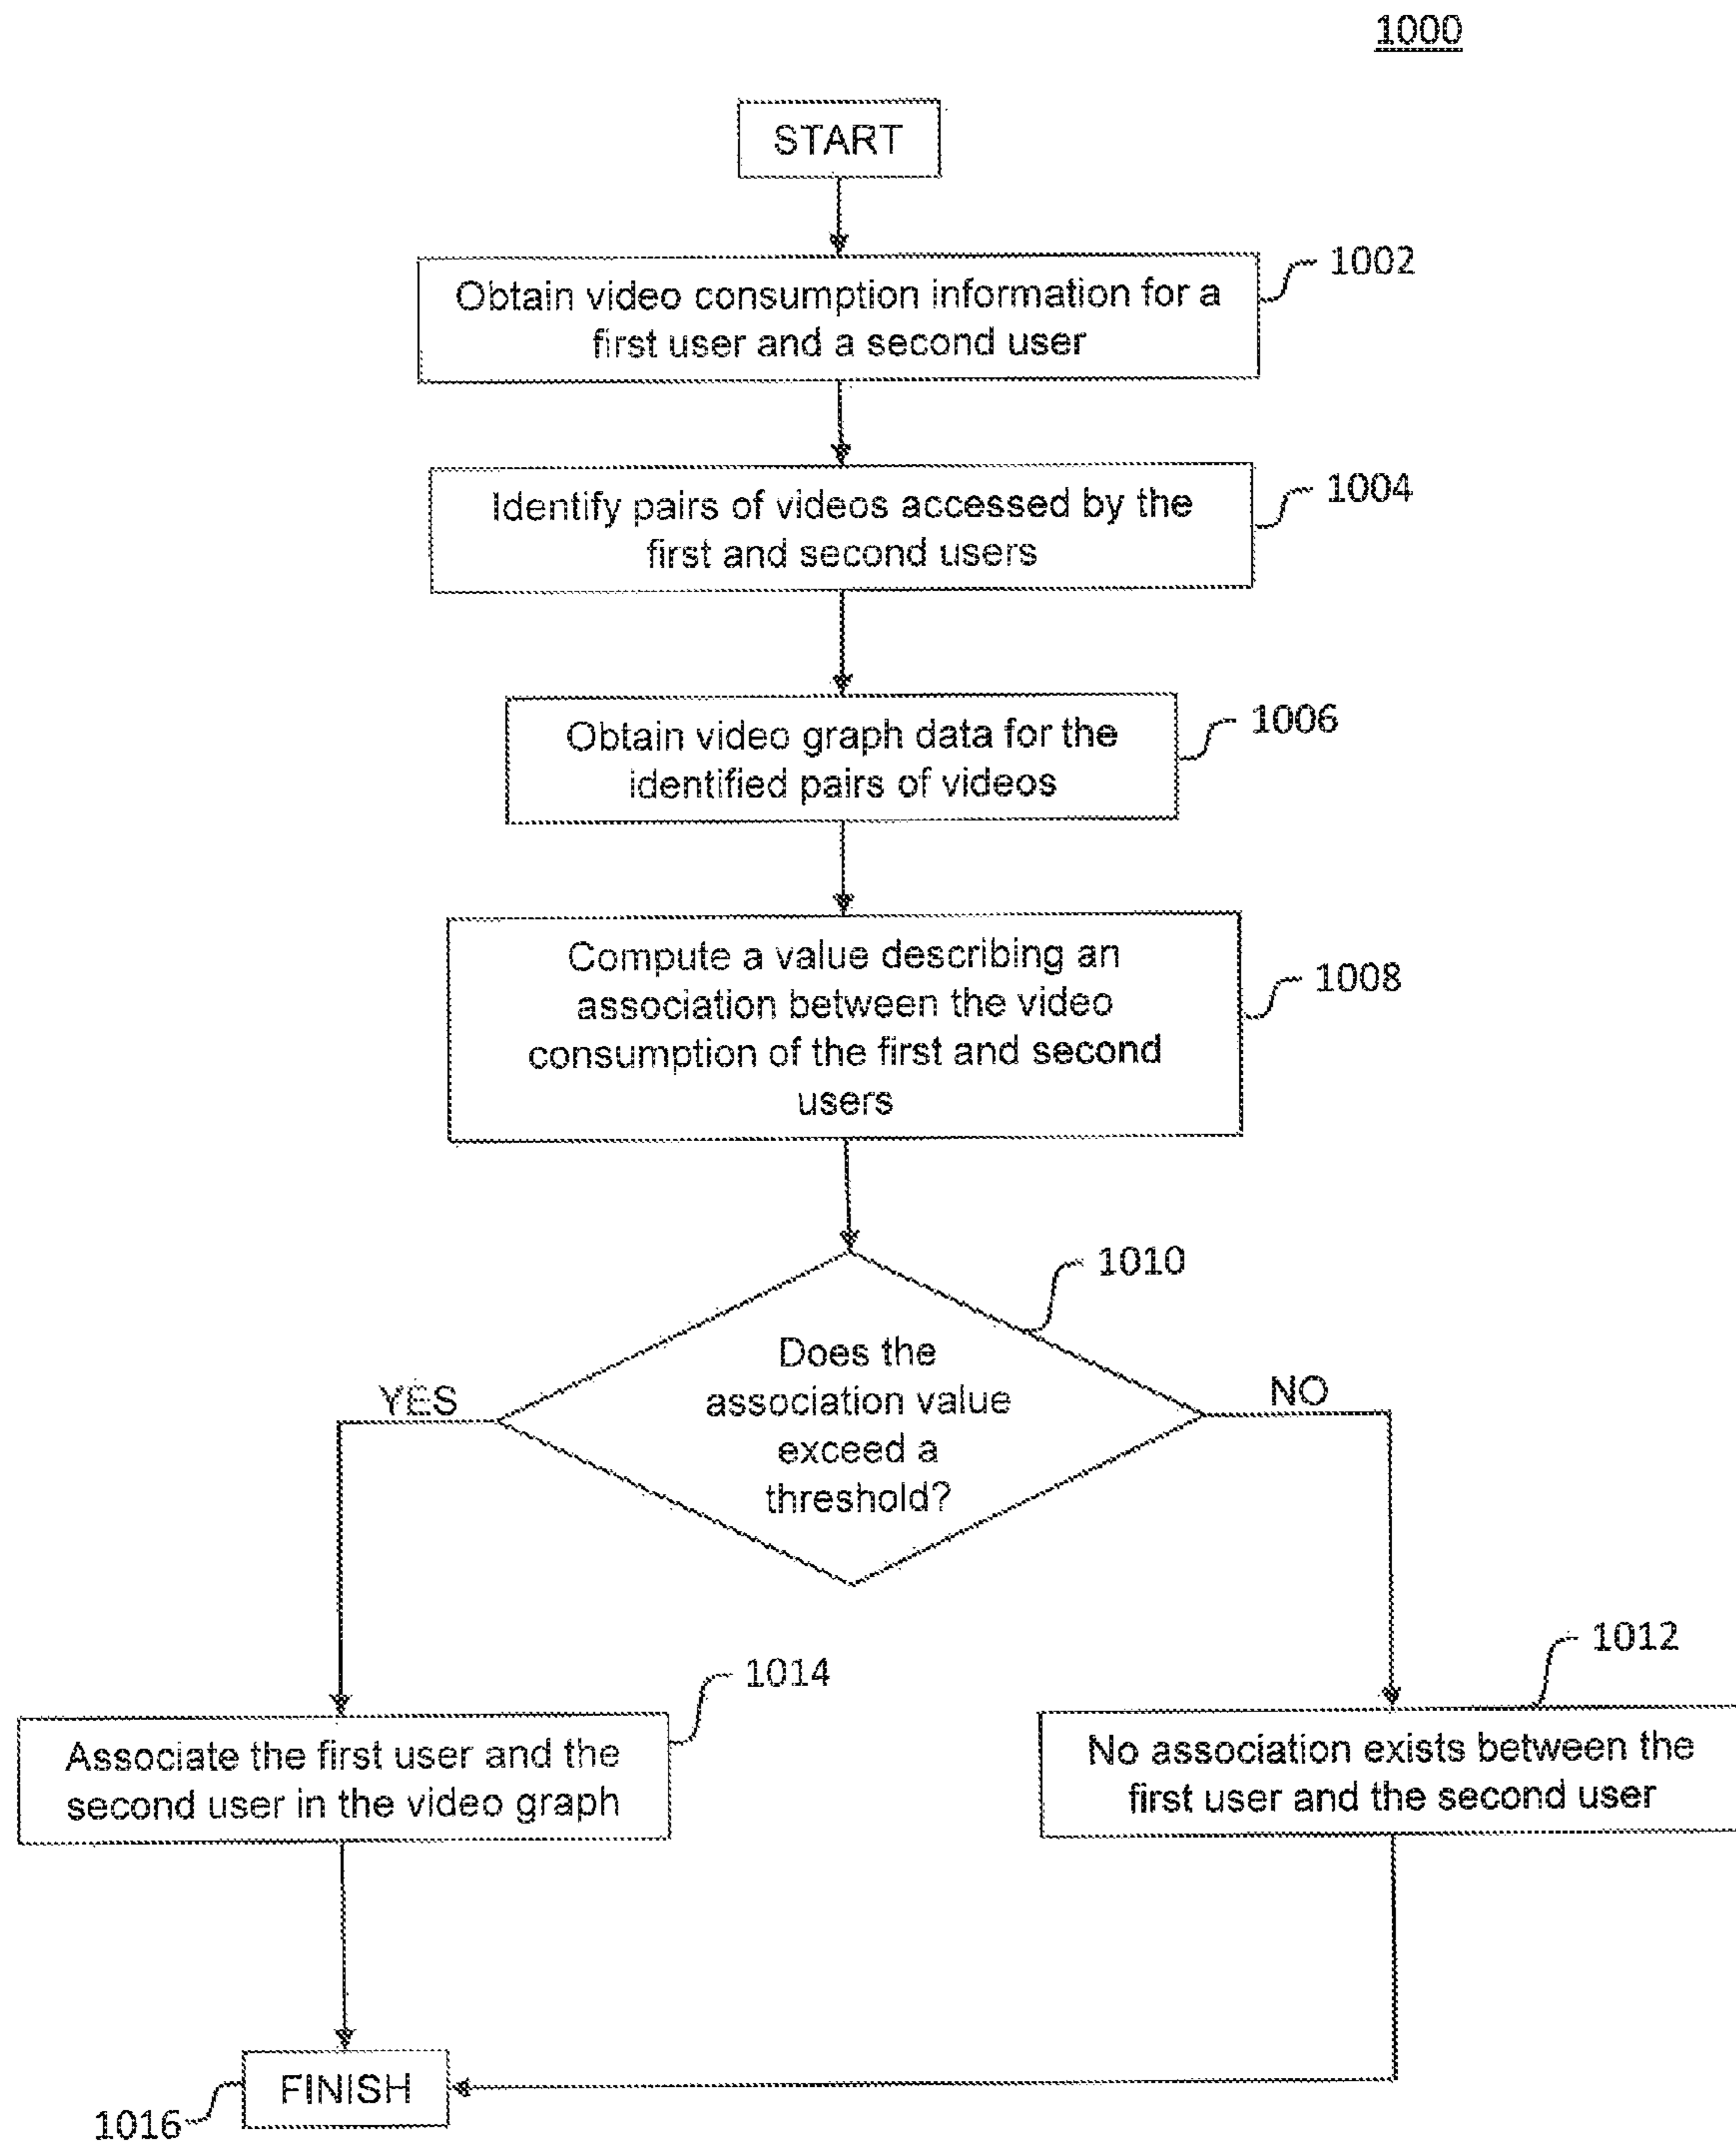 1000
START
1002
Obtain video consumption information for a
first user and a second user
1004
Identify pairs of videos accessed by the
first and second users
1006
Obtain video graph data for the
identified pairs of videos
1008
Compute a value describing an
association between the video
consumption of the first and second
users
1010
Does the
association value
exceed a
threshold?
YES
NO
1014
1012
Associate the first user and the
second user in the video graph
No association exists between the
first user and the second user
FINISH
1016